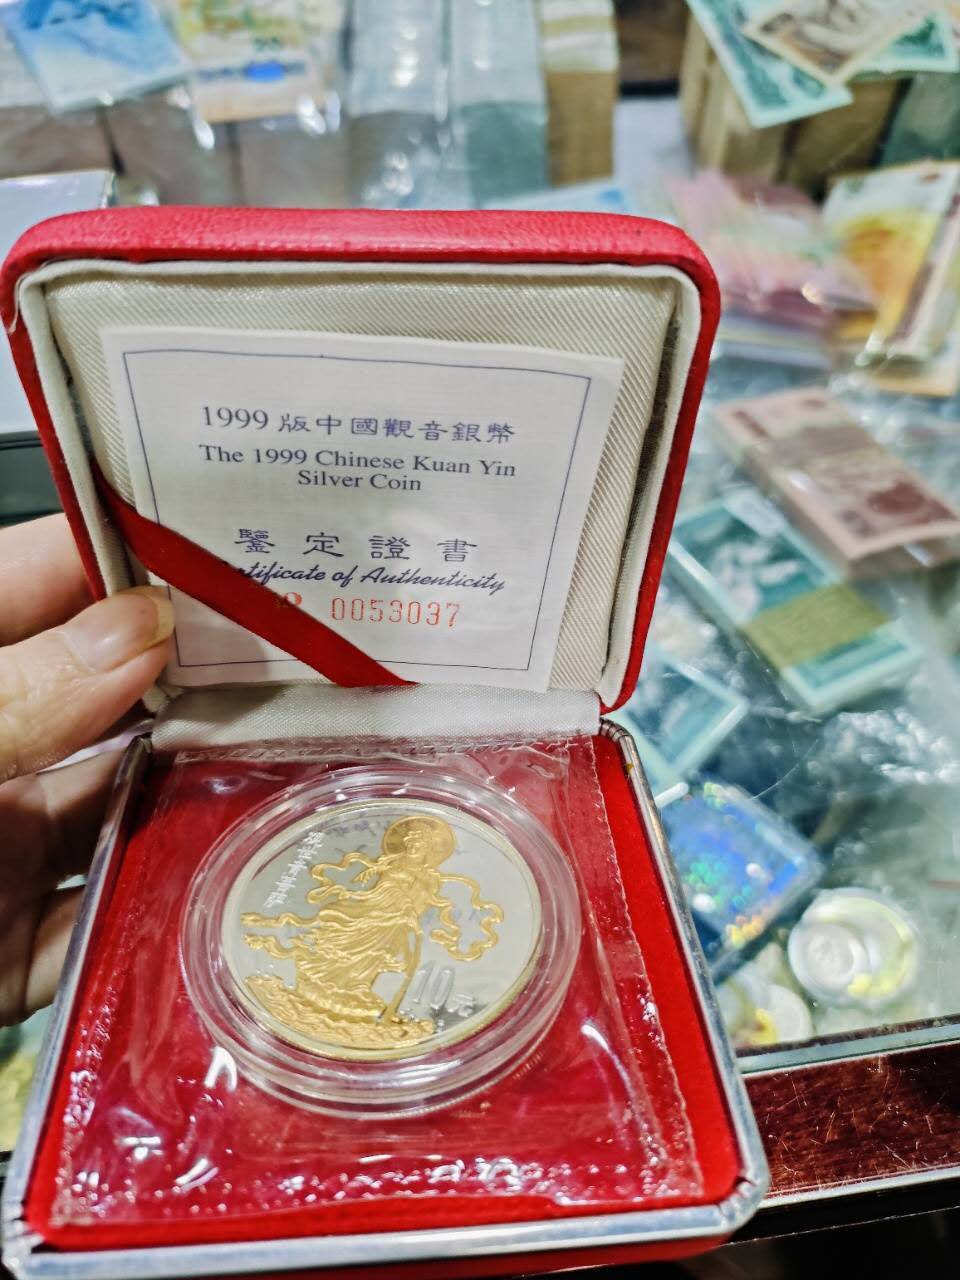 1999 版中國觀音銀幣
The 1999 Chinese Kuan Yin
Silver Coin
鑒定證書
of Authenticity
0053037
10元